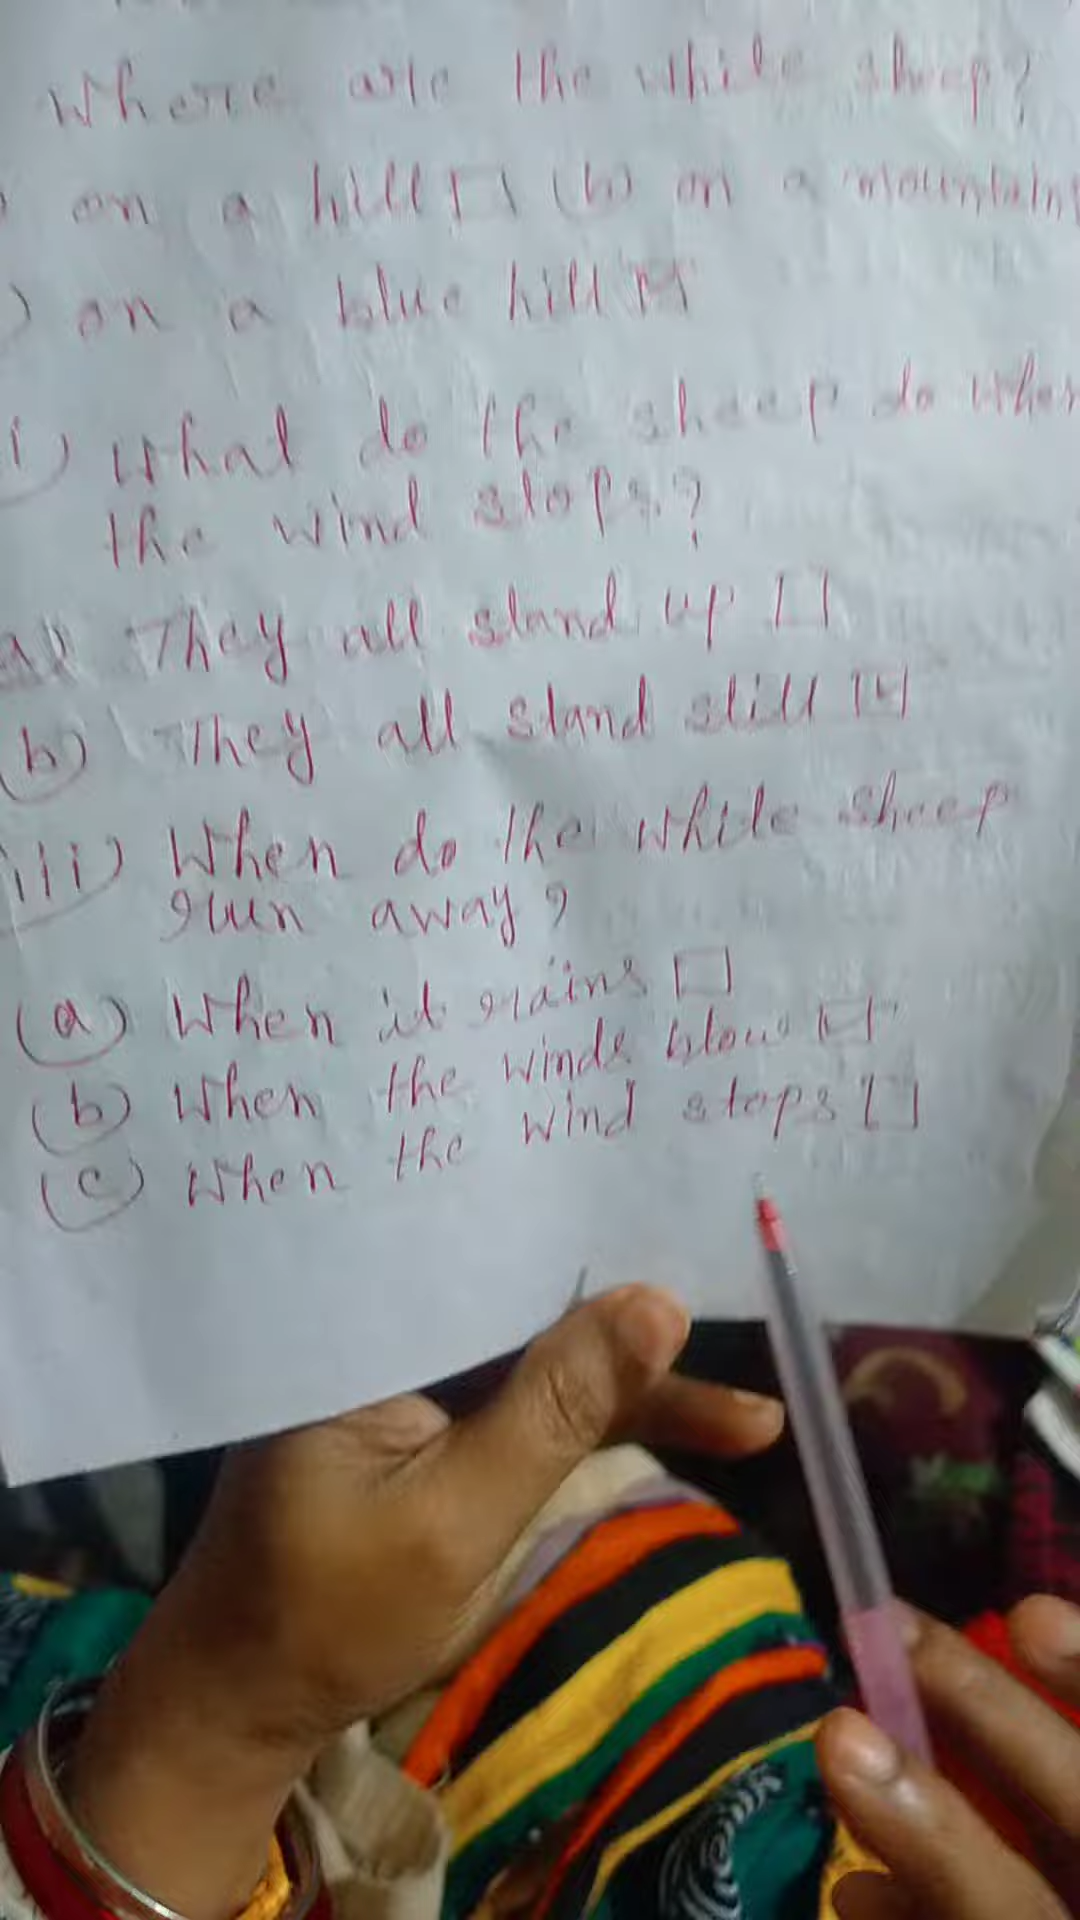 Where are the white sheep?
on a hill (b) on a mountain
) on a blue hill
i) What do the sheep do when
the wind stops?
a) They all stand up
(b) They all stand still
iii) When do the white sheep
run away?
(a) When it rains
(b) When the winds blow
(c) When the wind stops